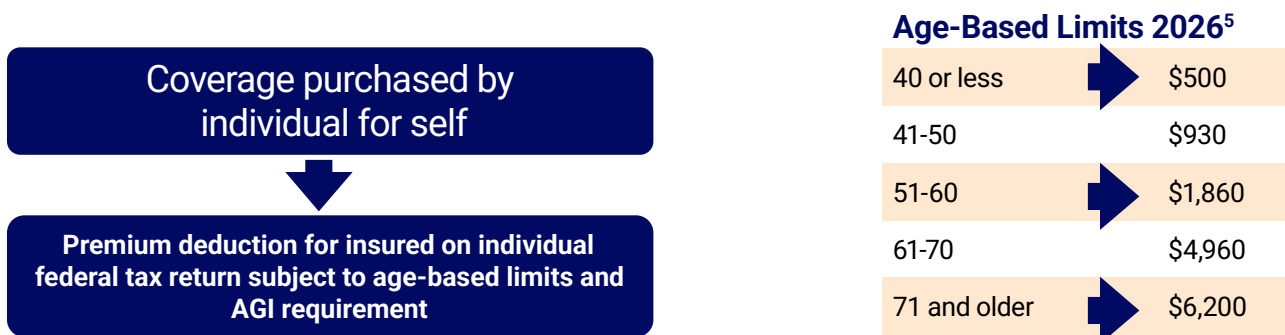 Coverage purchased by
individual for self
Premium deduction for insured on individual
federal tax return subject to age-based limits and
AGI requirement
Age-Based Limits 2026⁵
40 or less $500
41-50 $930
51-60 $1,860
61-70 $4,960
71 and older $6,200